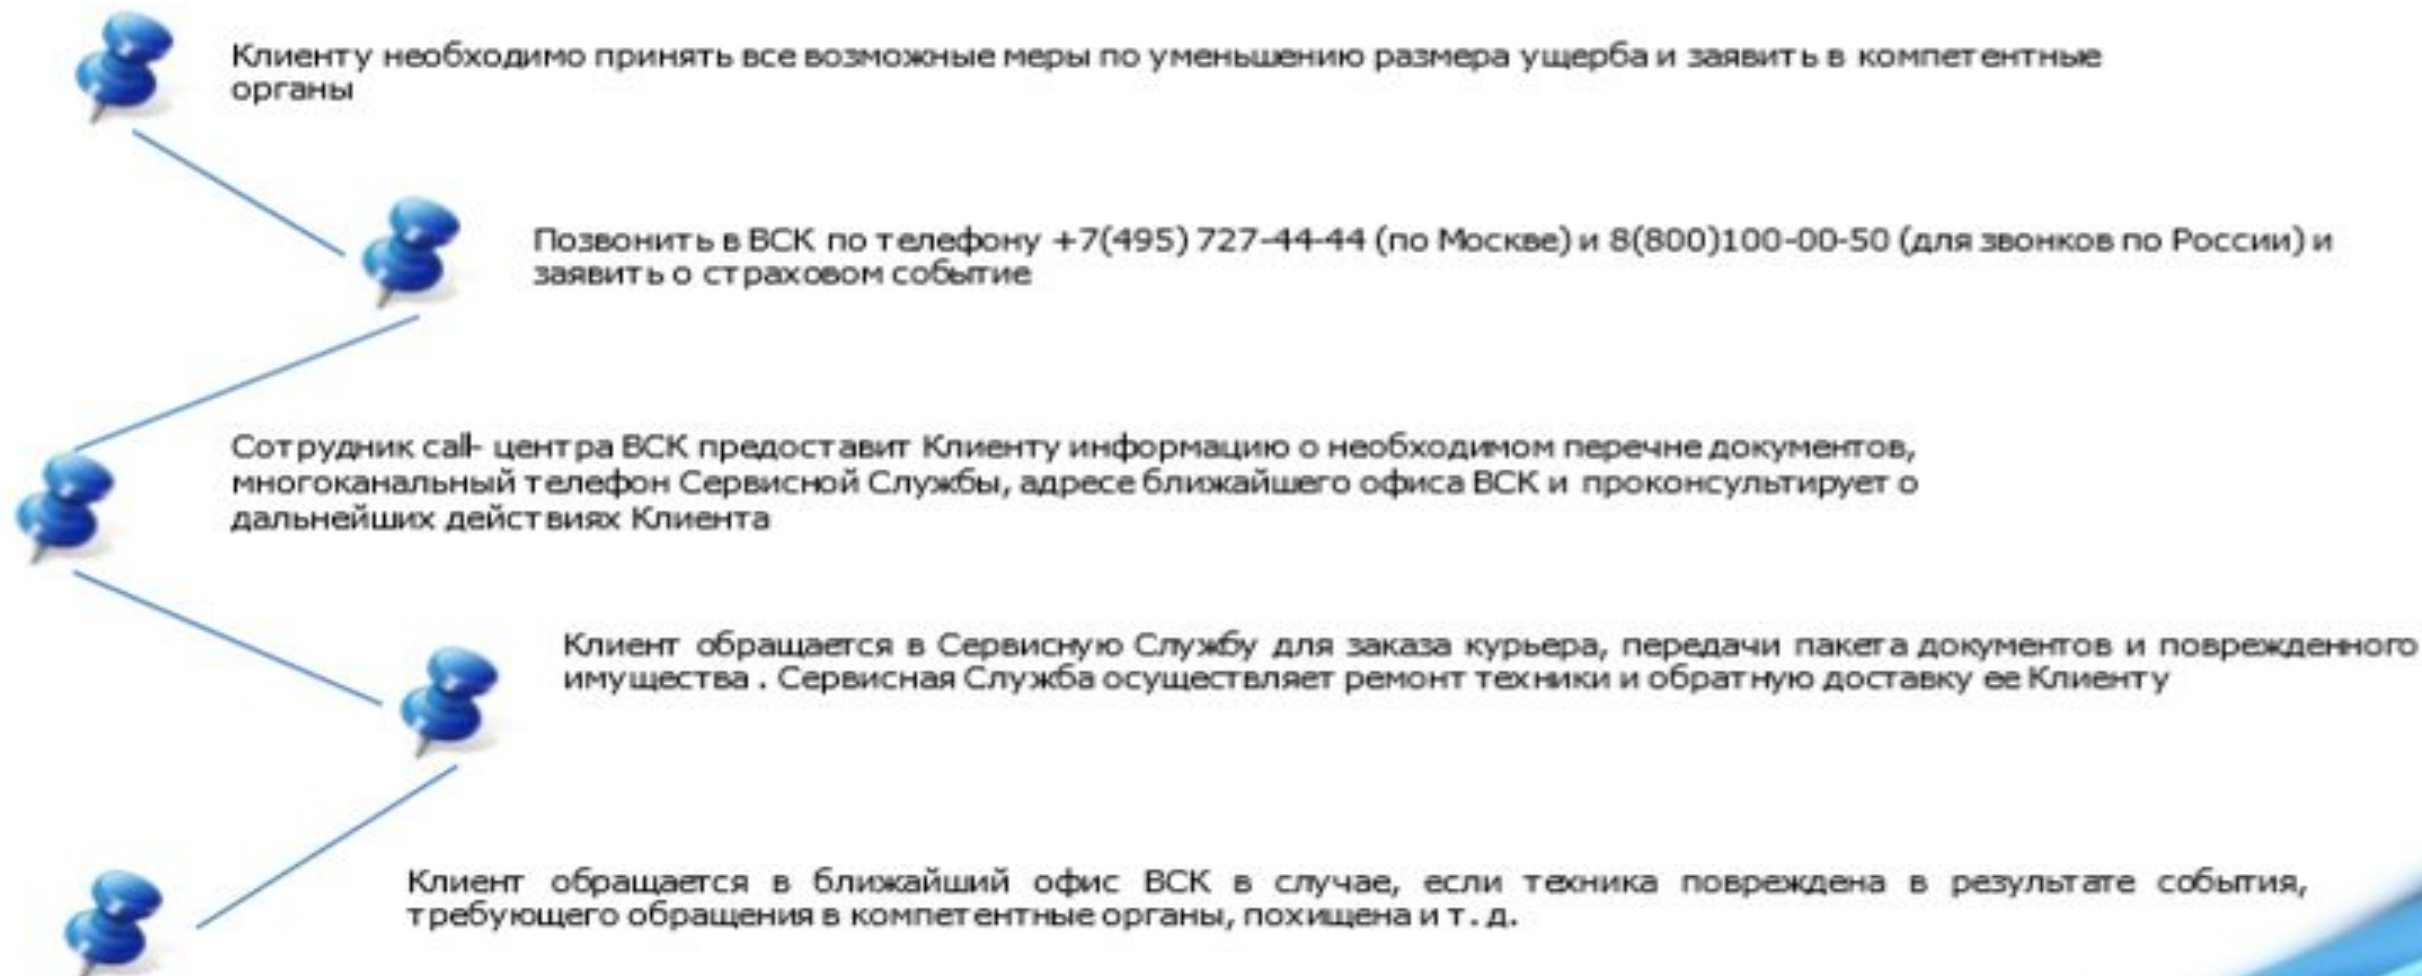 Клиенту необходимо принять все возможные меры по уменьшению размера ущерба и заявить в компетентные
органы
Позвонить в ВСК по телефону +7(495) 727-44-44 (по Москве) и 8(800)100-00-50 (для звонков по России) и
заявить о страховом событие
Сотрудник call- центра ВСК предоставит Клиенту информацию о необходимом перечне документов,
многоканальный телефон Сервисной Службы, адресе ближайшего офиса ВСК и проконсультирует о
дальнейших действиях Клиента
Клиент обращается в Сервисную Службу для заказа курьера, передачи пакета документов и поврежденного
имущества . Сервисная Служба осуществляет ремонт техники и обратную доставку ее Клиенту
Клиент обращается в ближайший офис ВСК в случае, если техника повреждена в результате события,
требующего обращения в компетентные органы, похищена и т. д.